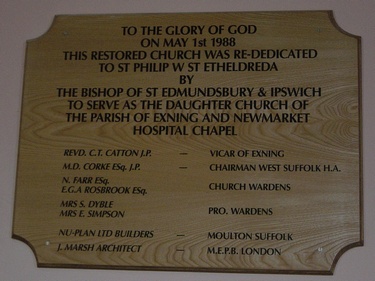 TO THE GLORY OF GOD
ON MAY 1st 1988
THIS RESTORED CHURCH WAS RE-DEDICATED
TO ST PHILIP W ST ETHELDREDA
BY
THE BISHOP OF ST EDMUNDSBURY & IPSWICH
TO SERVE AS THE DAUGHTER CHURCH OF
THE PARISH OF EXNING AND NEWMARKET
HOSPITAL CHAPEL
REVD. C.T. CATTON J.P. — VICAR OF EXNING
M.D. CORKE ESq. J.P. — CHAIRMAN WEST SUFFOLK H.A.
N. FARR ESq.
E.G.A ROSBROOK ESq. CHURCH WARDENS
MRS S. DYBLE
MRS E. SIMPSON PRO. WARDENS
NU-PLAN LTD BUILDERS — MOULTON SUFFOLK
J. MARSH ARCHITECT — M.E.P.B. LONDON